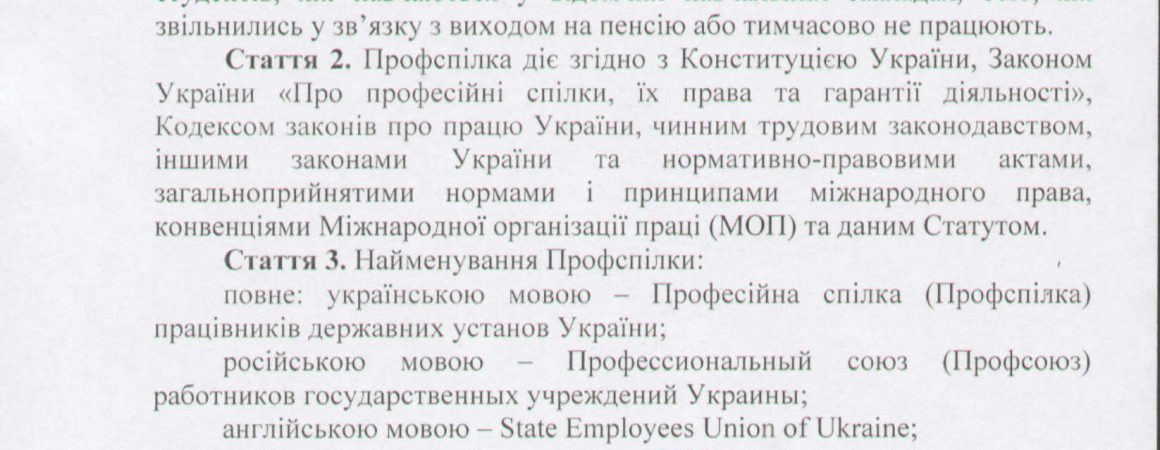 звільнились у зв’язку з виходом на пенсію або тимчасово не працюють.
Стаття 2. Профспілка діє згідно з Конституцією України, Законом
України «Про професійні спілки, їх права та гарантії діяльності»,
Кодексом законів про працю України, чинним трудовим законодавством,
іншими законами України та нормативно-правовими актами,
загальноприйнятими нормами і принципами міжнародного права,
конвенціями Міжнародної організації праці (МОП) та даним Статутом.
Стаття 3. Найменування Профспілки:
повне: українською мовою – Професійна спілка (Профспілка)
працівників державних установ України;
російською мовою – Профессиональный союз (Профсоюз)
работников государственных учреждений Украины;
англійською мовою – State Employees Union of Ukraine;